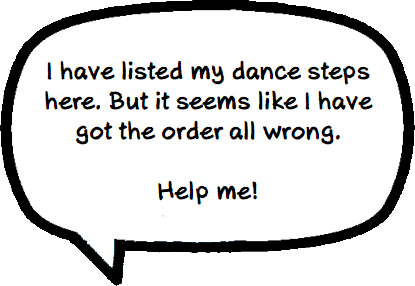 I have listed my dance steps
here. But it seems like I have
got the order all wrong.
Help me!